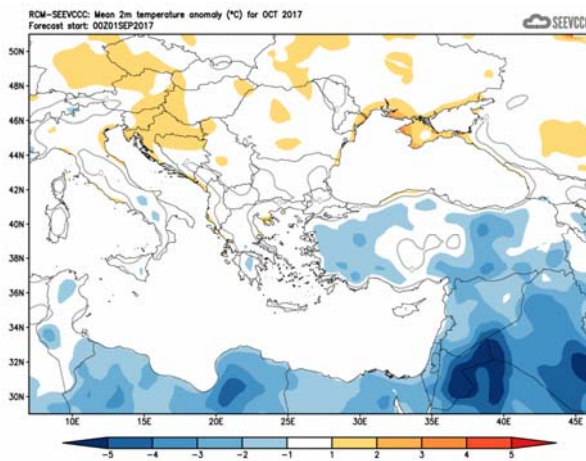 RCM-SEEVCCC: Mean 2m temperature anomaly (°C) for OCT 2017
Forecast start: 00Z01SEP2017
SEEVCCC
50N
48N
46N
44N
42N
40N
38N
36N
34N
32N
30N
10E 15E 20E 25E 30E 35E 40E 45E
-5 -4 -3 -2 -1 1 2 3 4 5